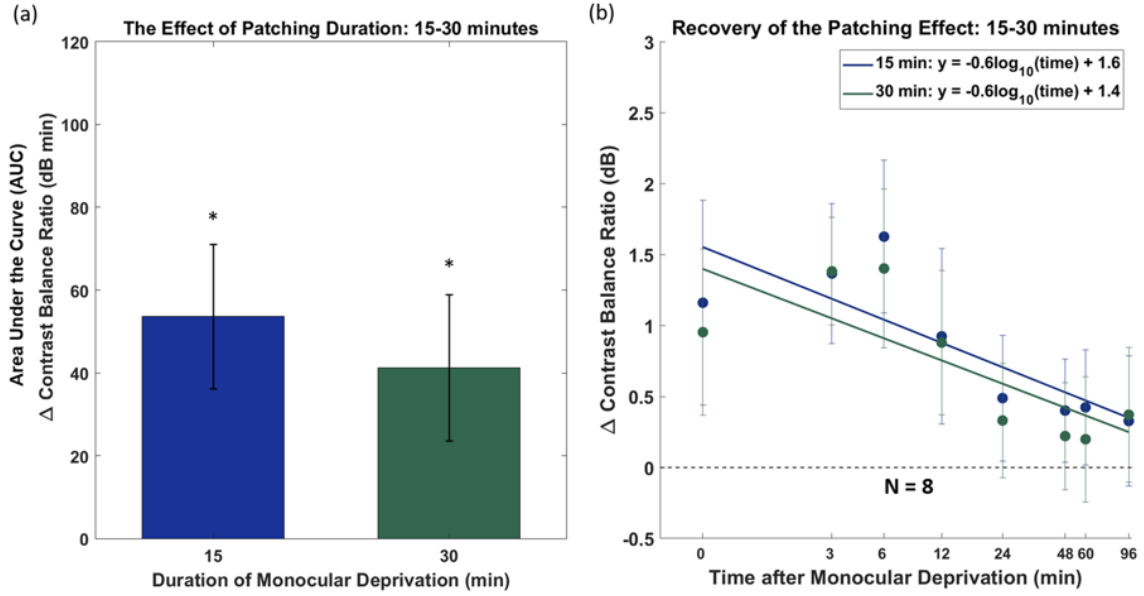 (a)
The Effect of Patching Duration: 15-30 minutes
120
100
80
60
40
20
0
Area Under the Curve (AUC)
Δ Contrast Balance Ratio (dB min)
*
*
15
30
Duration of Monocular Deprivation (min)
(b)
Recovery of the Patching Effect: 15-30 minutes
15 min: y = -0.6log10(time) + 1.6
30 min: y = -0.6log10(time) + 1.4
3
2.5
2
1.5
1
0.5
0
-0.5
Δ Contrast Balance Ratio (dB)
N = 8
0
3
6
12
24
48
60
96
Time after Monocular Deprivation (min)